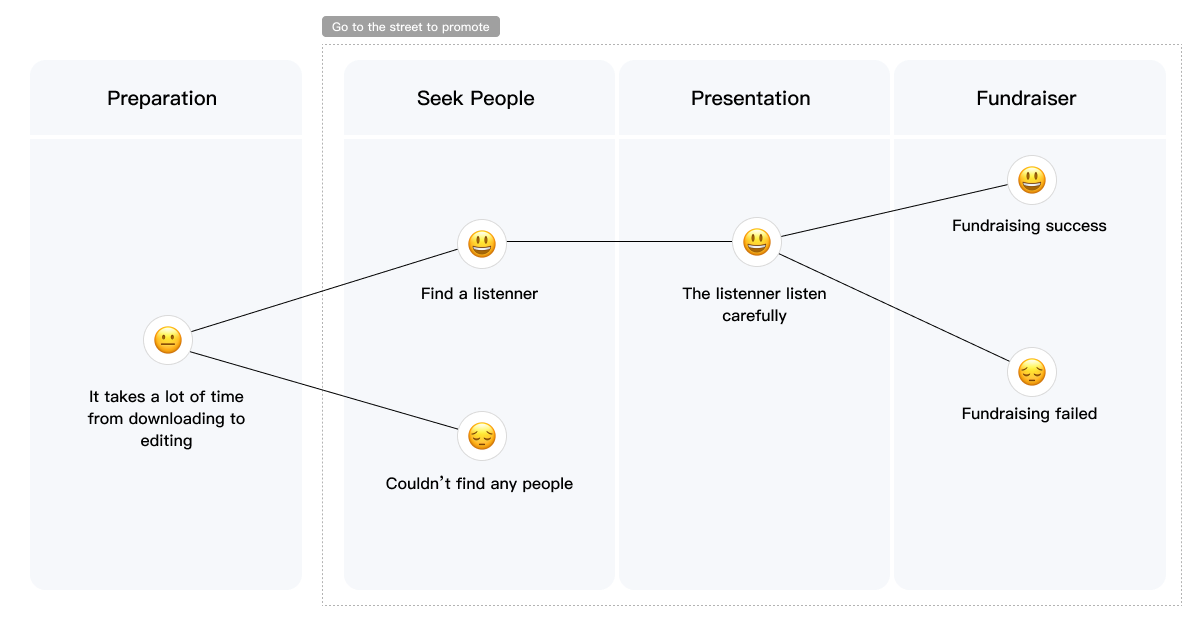 Go to the street to promote
Preparation
Seek People
Presentation
Fundraiser
Fundraising success
Find a listenner
The listenner listen
carefully
It takes a lot of time
from downloading to
editing
Fundraising failed
Couldn’t find any people